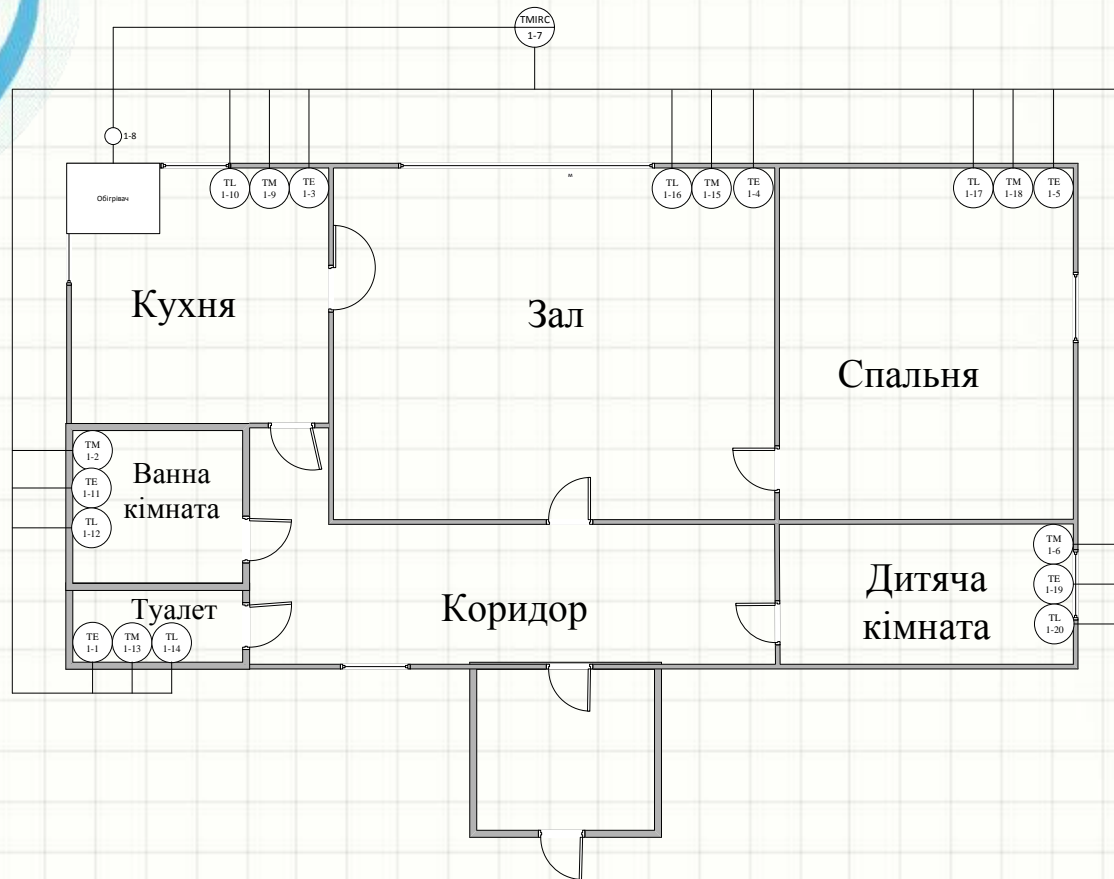 TMIRC
1-7
1-8
Обігрівач
TL
1-10
TM
1-9
TE
1-3
TL
1-16
TM
1-15
TE
1-4
TL
1-17
TM
1-18
TE
1-5
Кухня
Зал
Спальня
TM
1-2
TE
1-11
TL
1-12
Ванна
кімната
Туалет
TE
1-1
TM
1-13
TL
1-14
Коридор
Дитяча
кімната
TM
1-6
TE
1-19
TL
1-20